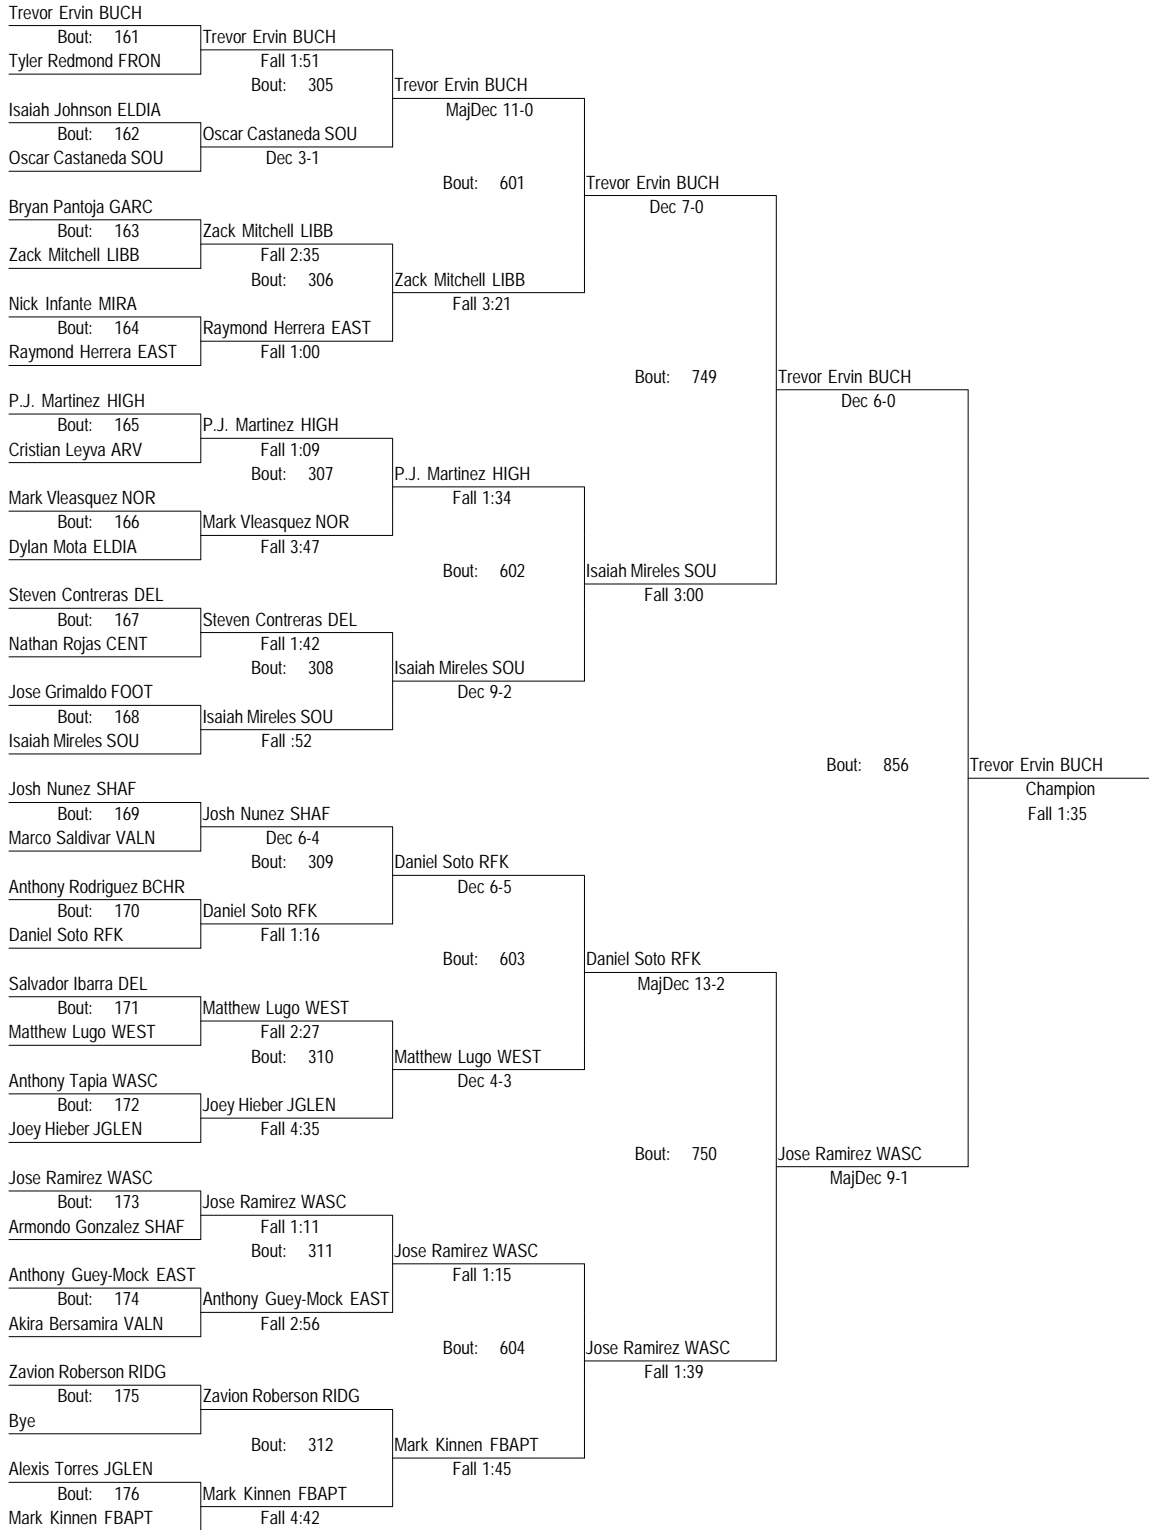 Trevor Ervin BUCH
Bout: 161
Trevor Ervin BUCH
Tyler Redmond FRON
Fall 1:51
Bout: 305
Trevor Ervin BUCH
Isaiah Johnson ELDIA
MajDec 11-0
Bout: 162
Oscar Castaneda SOU
Oscar Castaneda SOU
Dec 3-1
Bout: 601
Trevor Ervin BUCH
Bryan Pantoja GARC
Dec 7-0
Bout: 163
Zack Mitchell LIBB
Zack Mitchell LIBB
Fall 2:35
Bout: 306
Zack Mitchell LIBB
Nick Infante MIRA
Fall 3:21
Bout: 164
Raymond Herrera EAST
Raymond Herrera EAST
Fall 1:00
Bout: 749
Trevor Ervin BUCH
P.J. Martinez HIGH
Dec 6-0
Bout: 165
P.J. Martinez HIGH
Cristian Leyva ARV
Fall 1:09
Bout: 307
P.J. Martinez HIGH
Mark Vleasquez NOR
Fall 1:34
Bout: 166
Mark Vleasquez NOR
Dylan Mota ELDIA
Fall 3:47
Bout: 602
Isaiah Mireles SOU
Steven Contreras DEL
Fall 3:00
Bout: 167
Steven Contreras DEL
Nathan Rojas CENT
Fall 1:42
Bout: 308
Isaiah Mireles SOU
Jose Grimaldo FOOT
Dec 9-2
Bout: 168
Isaiah Mireles SOU
Isaiah Mireles SOU
Fall :52
Bout: 856
Trevor Ervin BUCH
Josh Nunez SHAF
Champion
Bout: 169
Josh Nunez SHAF
Fall 1:35
Marco Saldivar VALN
Dec 6-4
Bout: 309
Daniel Soto RFK
Anthony Rodriguez BCHR
Dec 6-5
Bout: 170
Daniel Soto RFK
Daniel Soto RFK
Fall 1:16
Bout: 603
Daniel Soto RFK
Salvador Ibarra DEL
MajDec 13-2
Bout: 171
Matthew Lugo WEST
Matthew Lugo WEST
Fall 2:27
Bout: 310
Matthew Lugo WEST
Anthony Tapia WASC
Dec 4-3
Bout: 172
Joey Hieber JGLEN
Joey Hieber JGLEN
Fall 4:35
Bout: 750
Jose Ramirez WASC
Jose Ramirez WASC
MajDec 9-1
Bout: 173
Jose Ramirez WASC
Armondo Gonzalez SHAF
Fall 1:11
Bout: 311
Jose Ramirez WASC
Anthony Guey-Mock EAST
Fall 1:15
Bout: 174
Anthony Guey-Mock EAST
Akira Bersamira VALN
Fall 2:56
Bout: 604
Jose Ramirez WASC
Zavion Roberson RIDG
Fall 1:39
Bout: 175
Zavion Roberson RIDG
Bye
Bout: 312
Mark Kinnen FBAPT
Alexis Torres JGLEN
Fall 1:45
Bout: 176
Mark Kinnen FBAPT
Mark Kinnen FBAPT
Fall 4:42